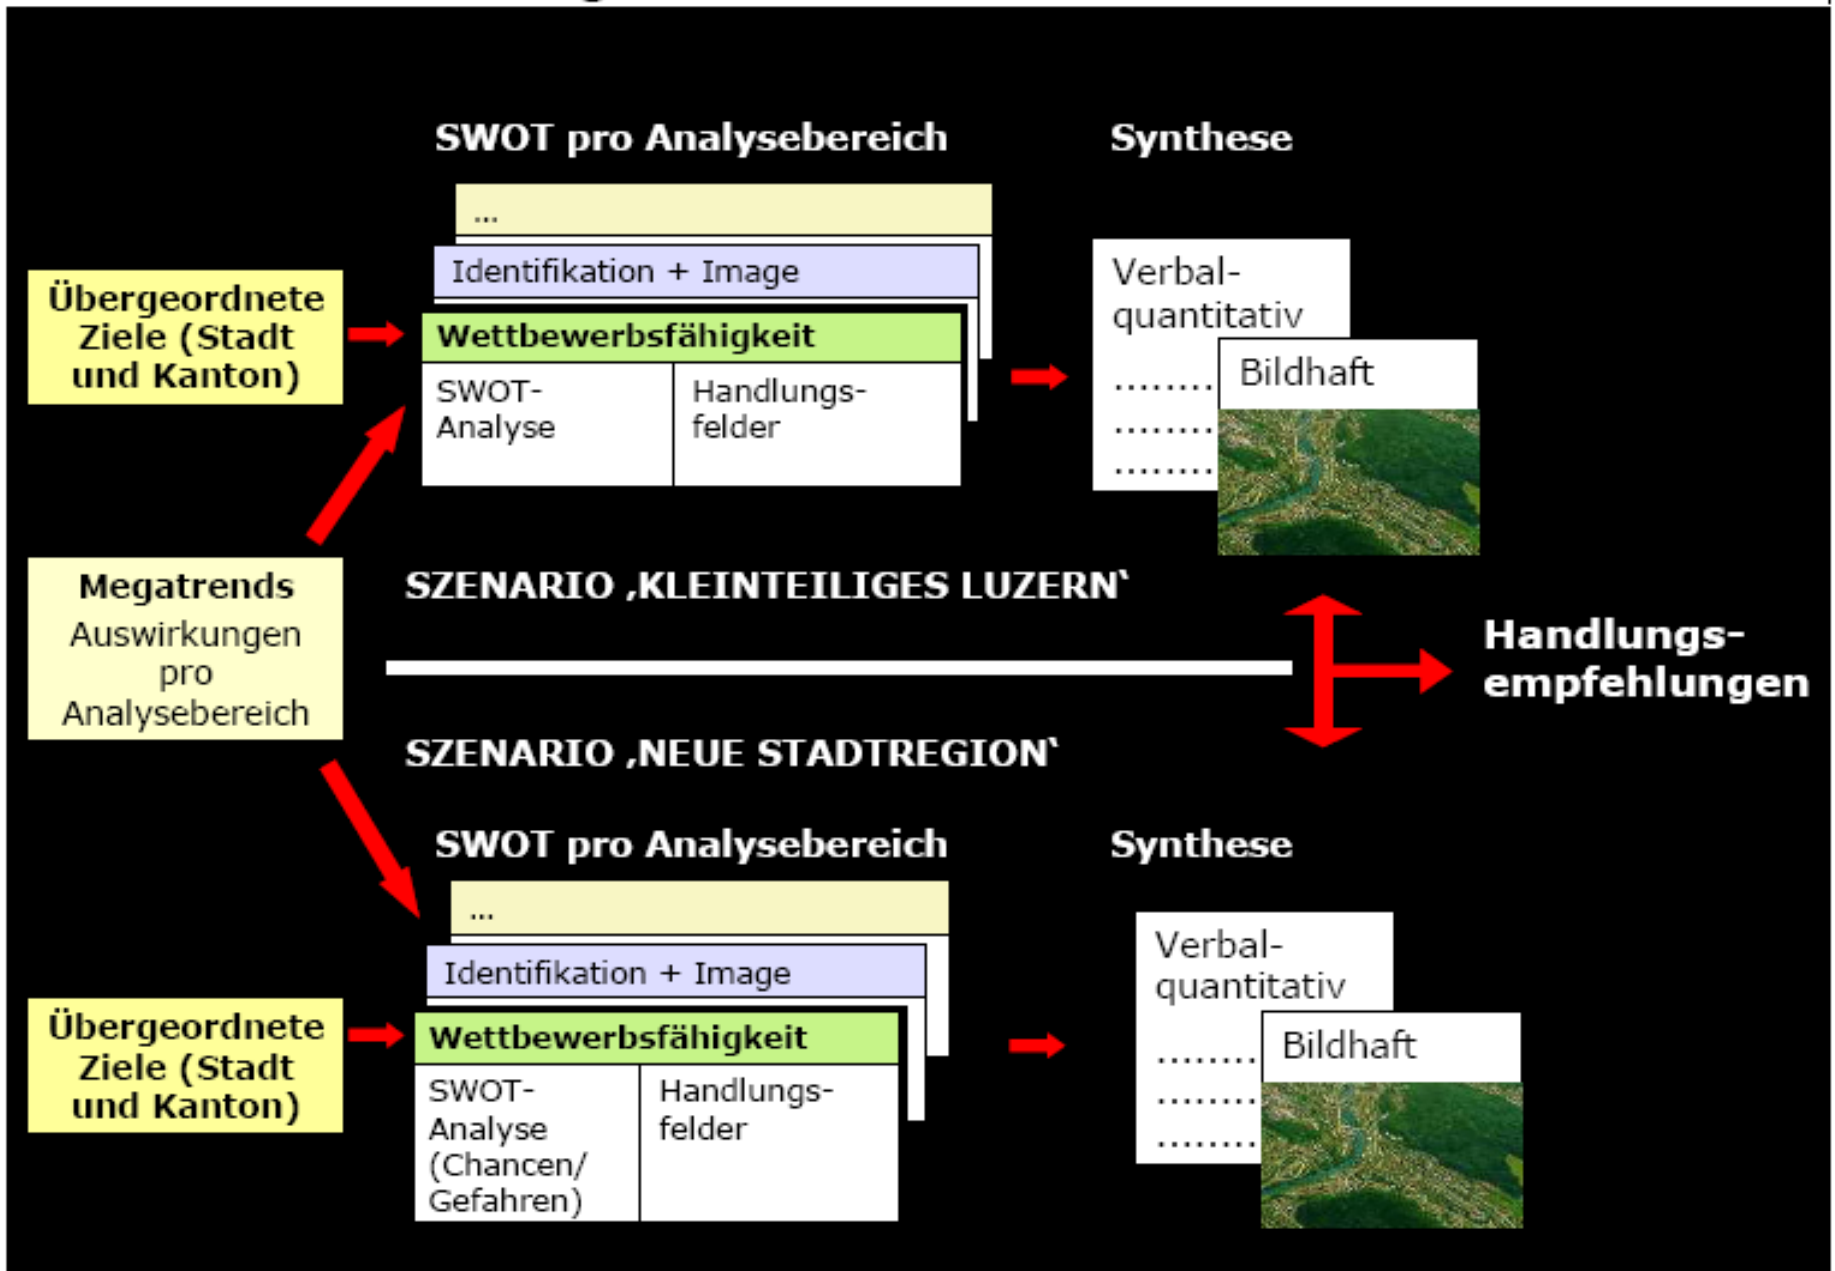 SWOT pro Analysebereich
Synthese
...
Identifikation + Image
Wettbewerbsfähigkeit
SWOT-
Analyse
Handlungs-
felder
Übergeordnete
Ziele (Stadt
und Kanton)
Verbal-
quantitativ
.........
.........
.........
Bildhaft
Megatrends
Auswirkungen
pro
Analysebereich
SZENARIO ‚KLEINTEILIGES LUZERN‘
SZENARIO ‚NEUE STADTREGION‘
Handlungs-
empfehlungen
SWOT pro Analysebereich
Synthese
...
Identifikation + Image
Wettbewerbsfähigkeit
SWOT-
Analyse
(Chancen/
Gefahren)
Handlungs-
felder
Übergeordnete
Ziele (Stadt
und Kanton)
Verbal-
quantitativ
.........
.........
.........
Bildhaft